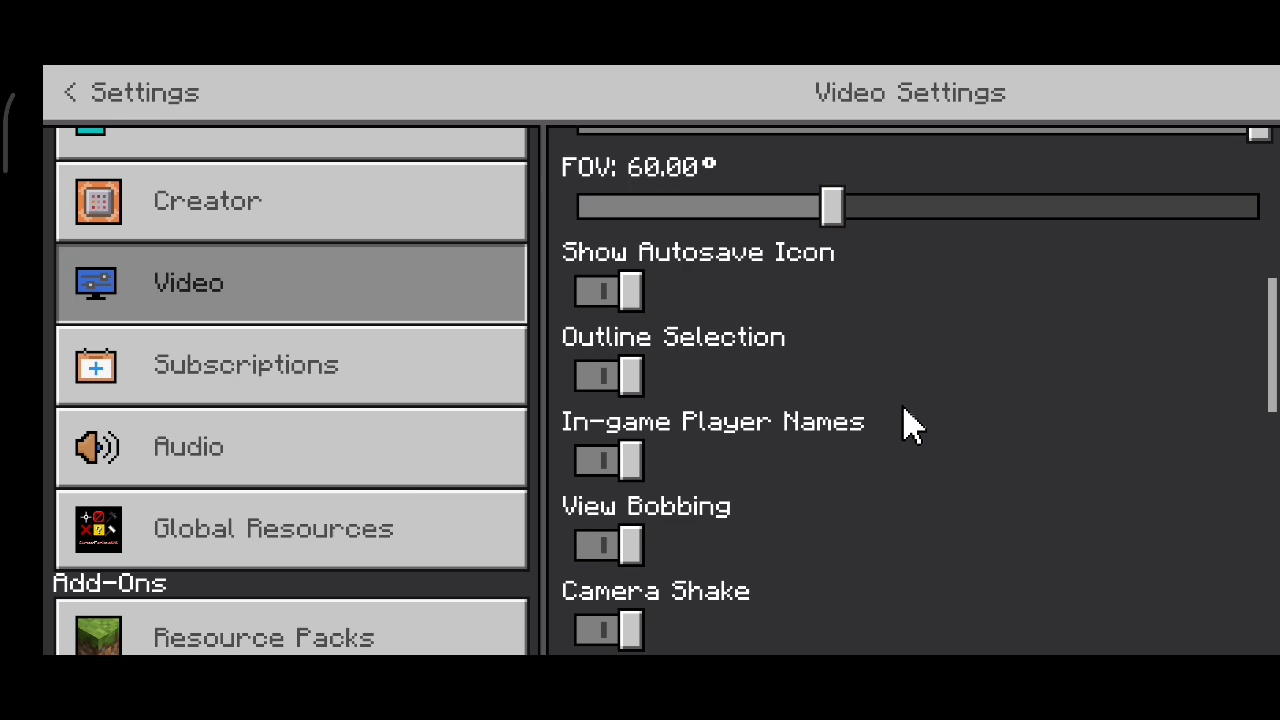 < Settings
Video Settings
Creator
Video
Subscriptions
Audio
Global Resources
Add-Ons
Resource Packs
FOV: 60.00°
Show Autosave Icon
Outline Selection
In-game Player Names
View Bobbing
Camera Shake